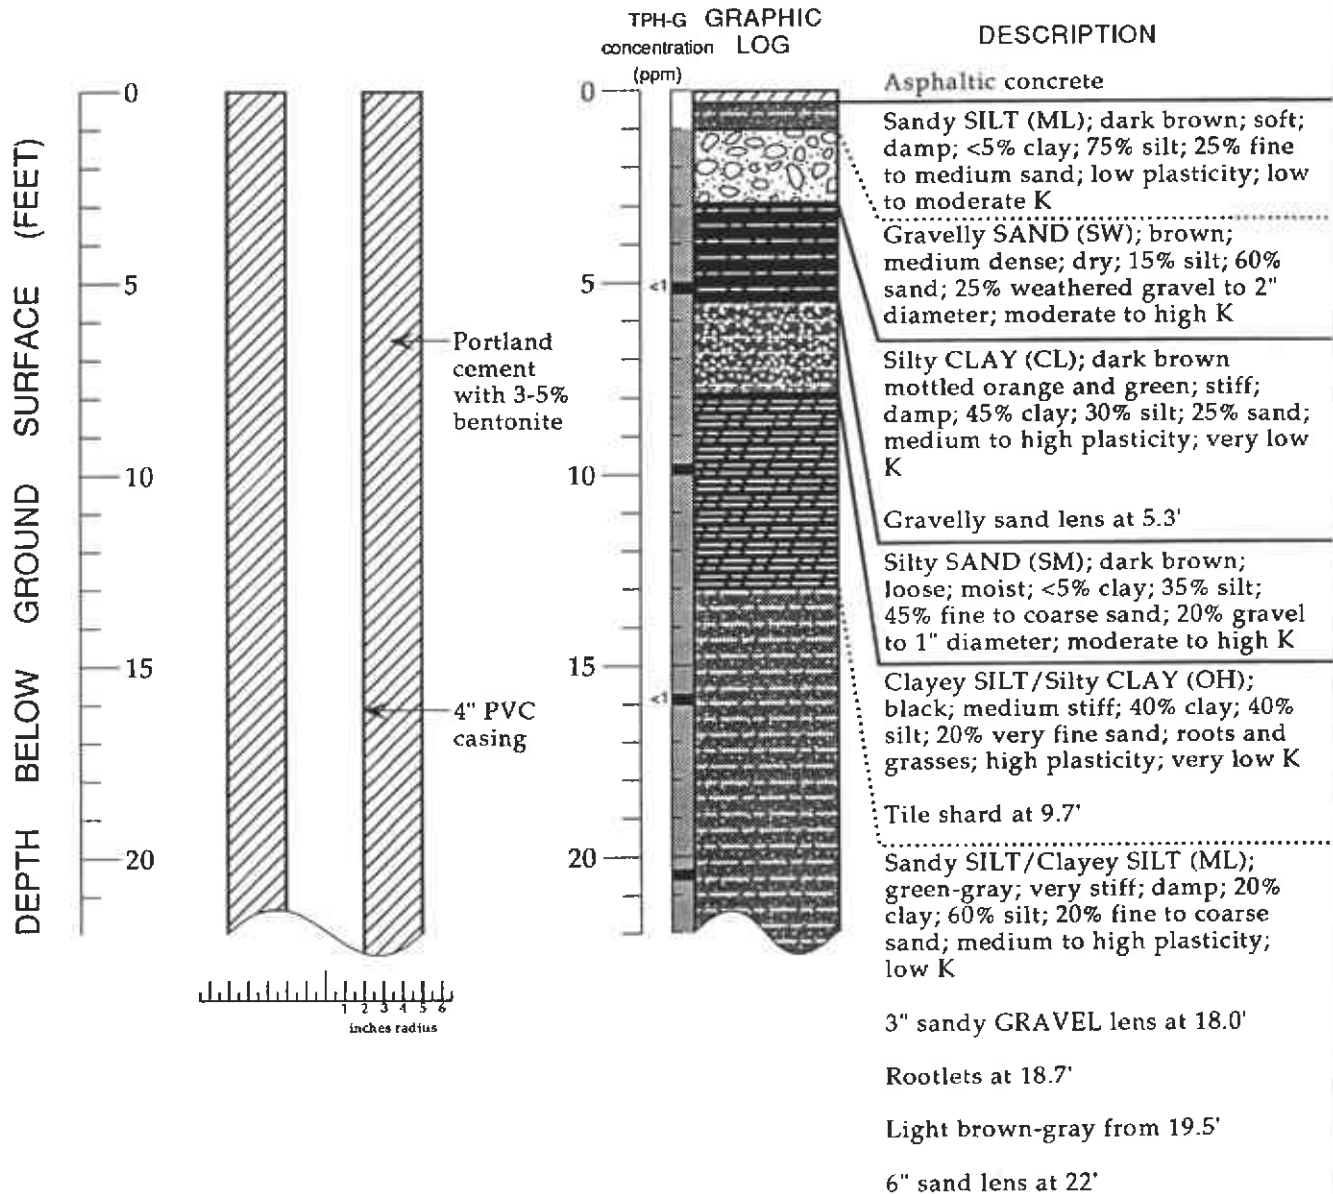 TPH-G GRAPHIC
concentration LOG
(ppm)
DESCRIPTION
DEPTH BELOW GROUND SURFACE (FEET)
0
5
10
15
20
Portland
cement
with 3-5%
bentonite
4" PVC
casing
1 2 3 4 5 6
inches radius
0
5
10
15
20
<1
<1
Asphaltic concrete
Sandy SILT (ML); dark brown; soft;
damp; <5% clay; 75% silt; 25% fine
to medium sand; low plasticity; low
to moderate K
Gravelly SAND (SW); brown;
medium dense; dry; 15% silt; 60%
sand; 25% weathered gravel to 2"
diameter; moderate to high K
Silty CLAY (CL); dark brown
mottled orange and green; stiff;
damp; 45% clay; 30% silt; 25% sand;
medium to high plasticity; very low
K
Gravelly sand lens at 5.3'
Silty SAND (SM); dark brown;
loose; moist; <5% clay; 35% silt;
45% fine to coarse sand; 20% gravel
to 1" diameter; moderate to high K
Clayey SILT/Silty CLAY (OH);
black; medium stiff; 40% clay; 40%
silt; 20% very fine sand; roots and
grasses; high plasticity; very low K
Tile shard at 9.7'
Sandy SILT/Clayey SILT (ML);
green-gray; very stiff; damp; 20%
clay; 60% silt; 20% fine to coarse
sand; medium to high plasticity;
low K
3" sandy GRAVEL lens at 18.0'
Rootlets at 18.7'
Light brown-gray from 19.5'
6" sand lens at 22'